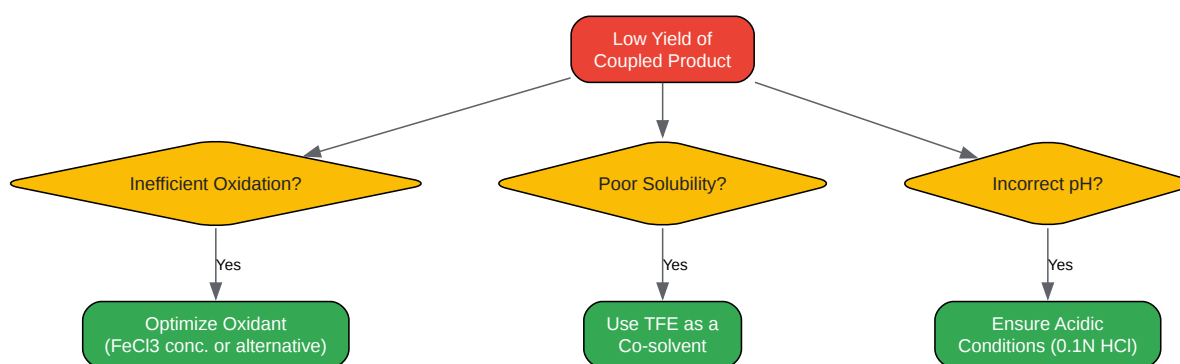 Low Yield of
Coupled Product
Inefficient Oxidation?
Poor Solubility?
Incorrect pH?
Yes
Yes
Yes
Optimize Oxidant
(FeCl3 conc. or alternative)
Use TFE as a
Co-solvent
Ensure Acidic
Conditions (0.1N HCl)